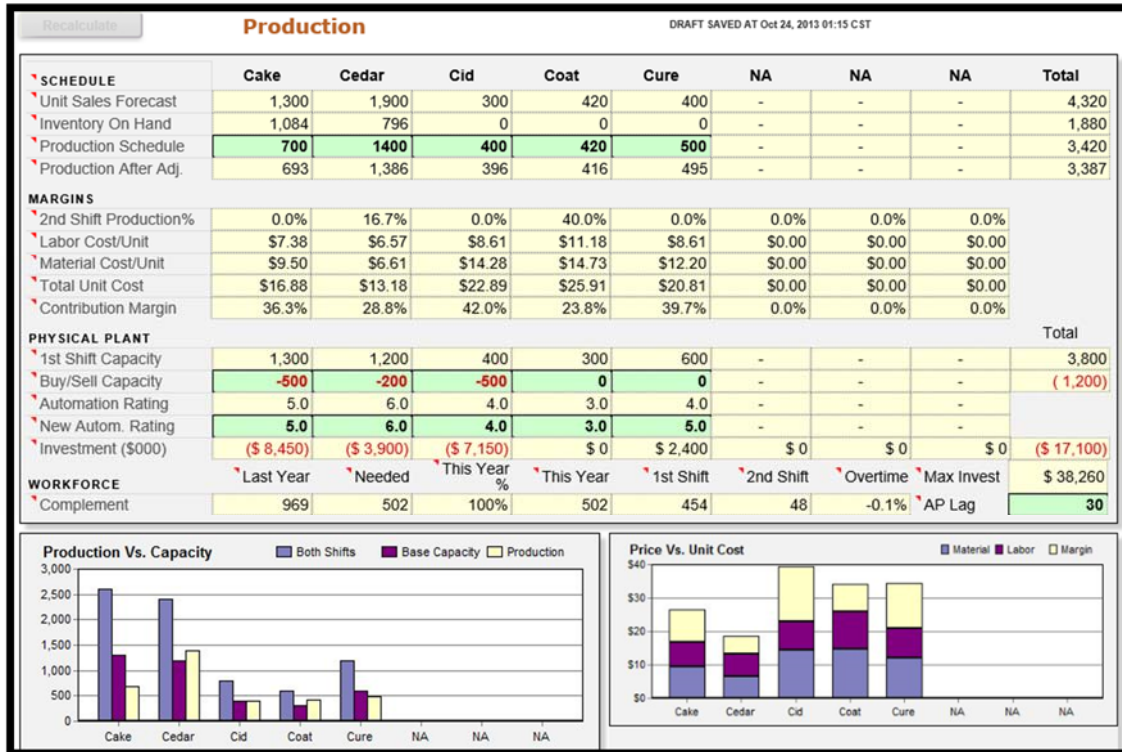 Recalculate Production DRAFT SAVED AT Oct 24, 2013 01:15 CST
SCHEDULE Cake Cedar Cid Coat Cure NA NA NA Total
Unit Sales Forecast 1,300 1,900 300 420 400 - - - 4,320
Inventory On Hand 1,084 796 0 0 0 - - - 1,880
Production Schedule 700 1400 400 420 500 - - - 3,420
Production After Adj. 693 1,386 396 416 495 - - - 3,387
MARGINS
2nd Shift Production% 0.0% 16.7% 0.0% 40.0% 0.0% 0.0% 0.0% 0.0%
Labor Cost/Unit $7.38 $6.57 $8.61 $11.18 $8.61 $0.00 $0.00 $0.00
Material Cost/Unit $9.50 $6.61 $14.28 $14.73 $12.20 $0.00 $0.00 $0.00
Total Unit Cost $16.88 $13.18 $22.89 $25.91 $20.81 $0.00 $0.00 $0.00
Contribution Margin 36.3% 28.8% 42.0% 23.8% 39.7% 0.0% 0.0% 0.0%
PHYSICAL PLANT Total
1st Shift Capacity 1,300 1,200 400 300 600 - - - 3,800
Buy/Sell Capacity -500 -200 -500 0 0 - - - ( 1,200)
Automation Rating 5.0 6.0 4.0 3.0 4.0 - - -
New Autom. Rating 5.0 6.0 4.0 3.0 5.0 - - -
Investment ($000) ($ 8,450) ($ 3,900) ($ 7,150) $ 0 $ 2,400 $ 0 $ 0 $ 0 ($ 17,100)
WORKFORCE Last Year Needed This Year % This Year 1st Shift 2nd Shift Overtime Max Invest $ 38,260
Complement 969 502 100% 502 454 48 -0.1% AP Lag 30
Production Vs. Capacity Both Shifts Base Capacity Production
3,000
2,500
2,000
1,500
1,000
500
0
Cake Cedar Cid Coat Cure NA NA NA
Price Vs. Unit Cost Material Labor Margin
$40
$30
$20
$10
$0
Cake Cedar Cid Coat Cure NA NA NA